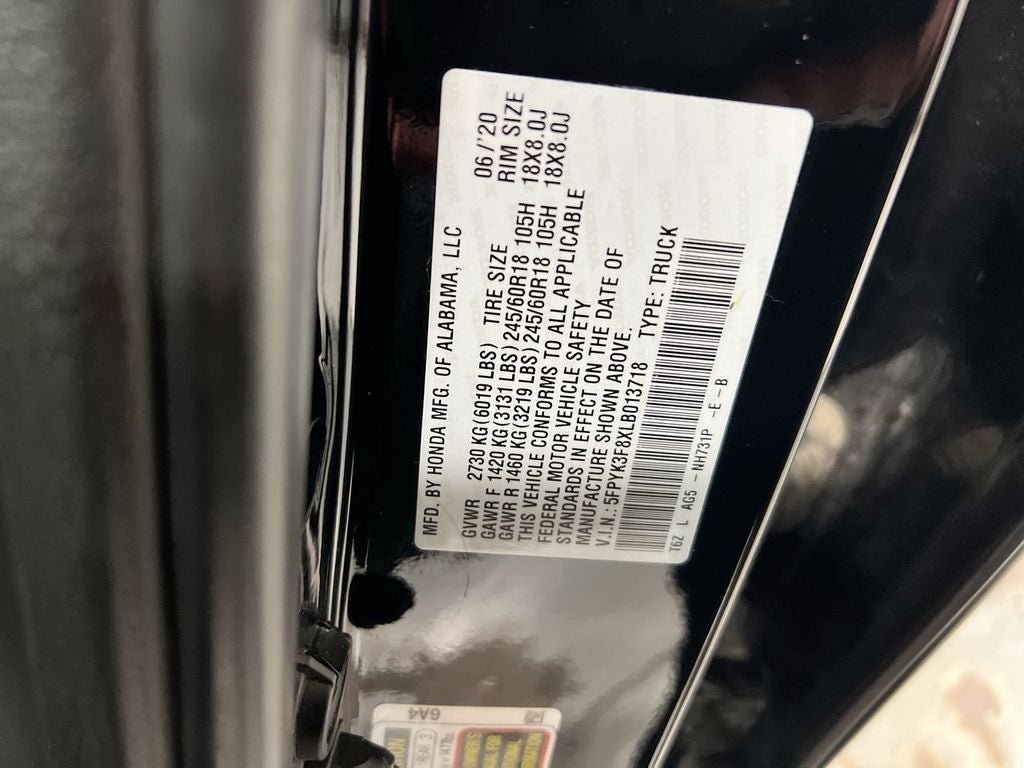 MFD. BY HONDA MFG. OF ALABAMA, LLC 06/'20
GVWR 2730 KG(6019 LBS) TIRE SIZE RIM SIZE
GAWR F 1420 KG(3131 LBS) 245/60R18 105H 18X8.0J
GAWR R 1460 KG(3219 LBS) 245/60R18 105H 18X8.0J
THIS VEHICLE CONFORMS TO ALL APPLICABLE
FEDERAL MOTOR VEHICLE SAFETY
STANDARDS IN EFFECT ON THE DATE OF
MANUFACTURE SHOWN ABOVE.
V.I.N.: 5FPYK3F8XLB013718 TYPE: TRUCK
T6Z L AG5 -NH731P -E -B
6A4
REAR 3